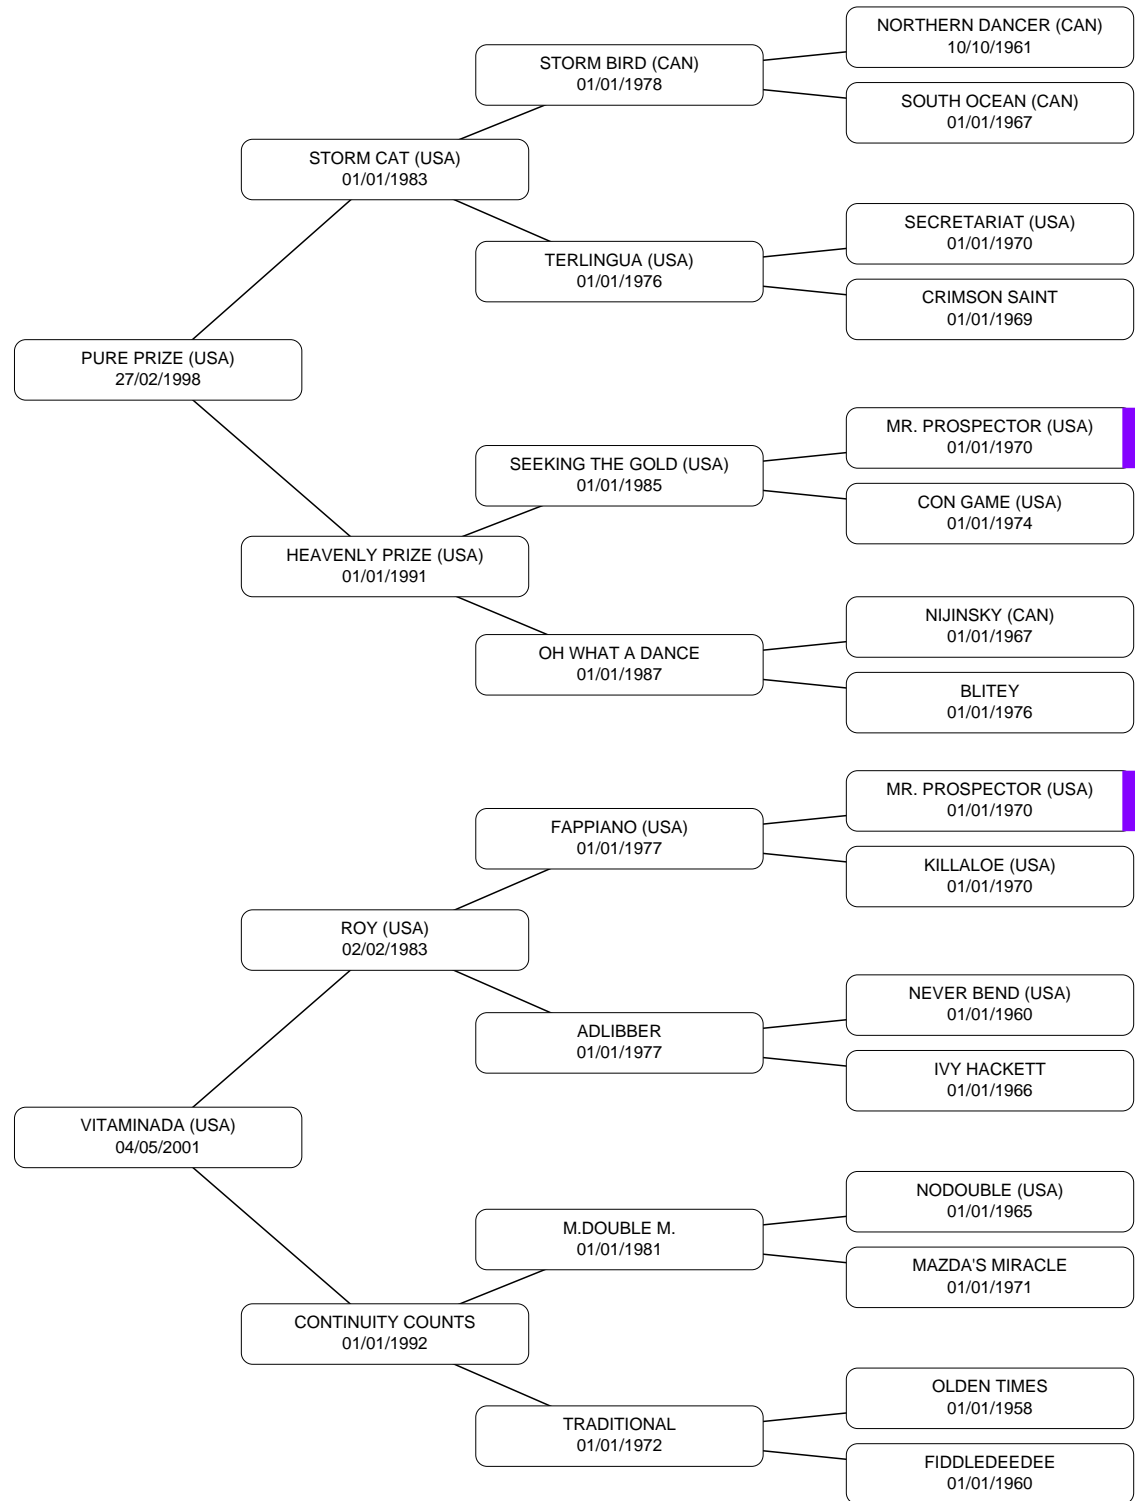 NORTHERN DANCER (CAN)
10/10/1961
STORM BIRD (CAN)
01/01/1978
SOUTH OCEAN (CAN)
01/01/1967
STORM CAT (USA)
01/01/1983
SECRETARIAT (USA)
01/01/1970
TERLINGUA (USA)
01/01/1976
CRIMSON SAINT
01/01/1969
PURE PRIZE (USA)
27/02/1998
MR. PROSPECTOR (USA)
01/01/1970
SEEKING THE GOLD (USA)
01/01/1985
CON GAME (USA)
01/01/1974
HEAVENLY PRIZE (USA)
01/01/1991
NIJINSKY (CAN)
01/01/1967
OH WHAT A DANCE
01/01/1987
BLITEY
01/01/1976
MR. PROSPECTOR (USA)
01/01/1970
FAPPIANO (USA)
01/01/1977
KILLALOE (USA)
01/01/1970
ROY (USA)
02/02/1983
NEVER BEND (USA)
01/01/1960
ADLIBBER
01/01/1977
IVY HACKETT
01/01/1966
VITAMINADA (USA)
04/05/2001
NODOUBLE (USA)
01/01/1965
M.DOUBLE M.
01/01/1981
MAZDA'S MIRACLE
01/01/1971
CONTINUITY COUNTS
01/01/1992
OLDEN TIMES
01/01/1958
TRADITIONAL
01/01/1972
FIDDLEDEEDEE
01/01/1960